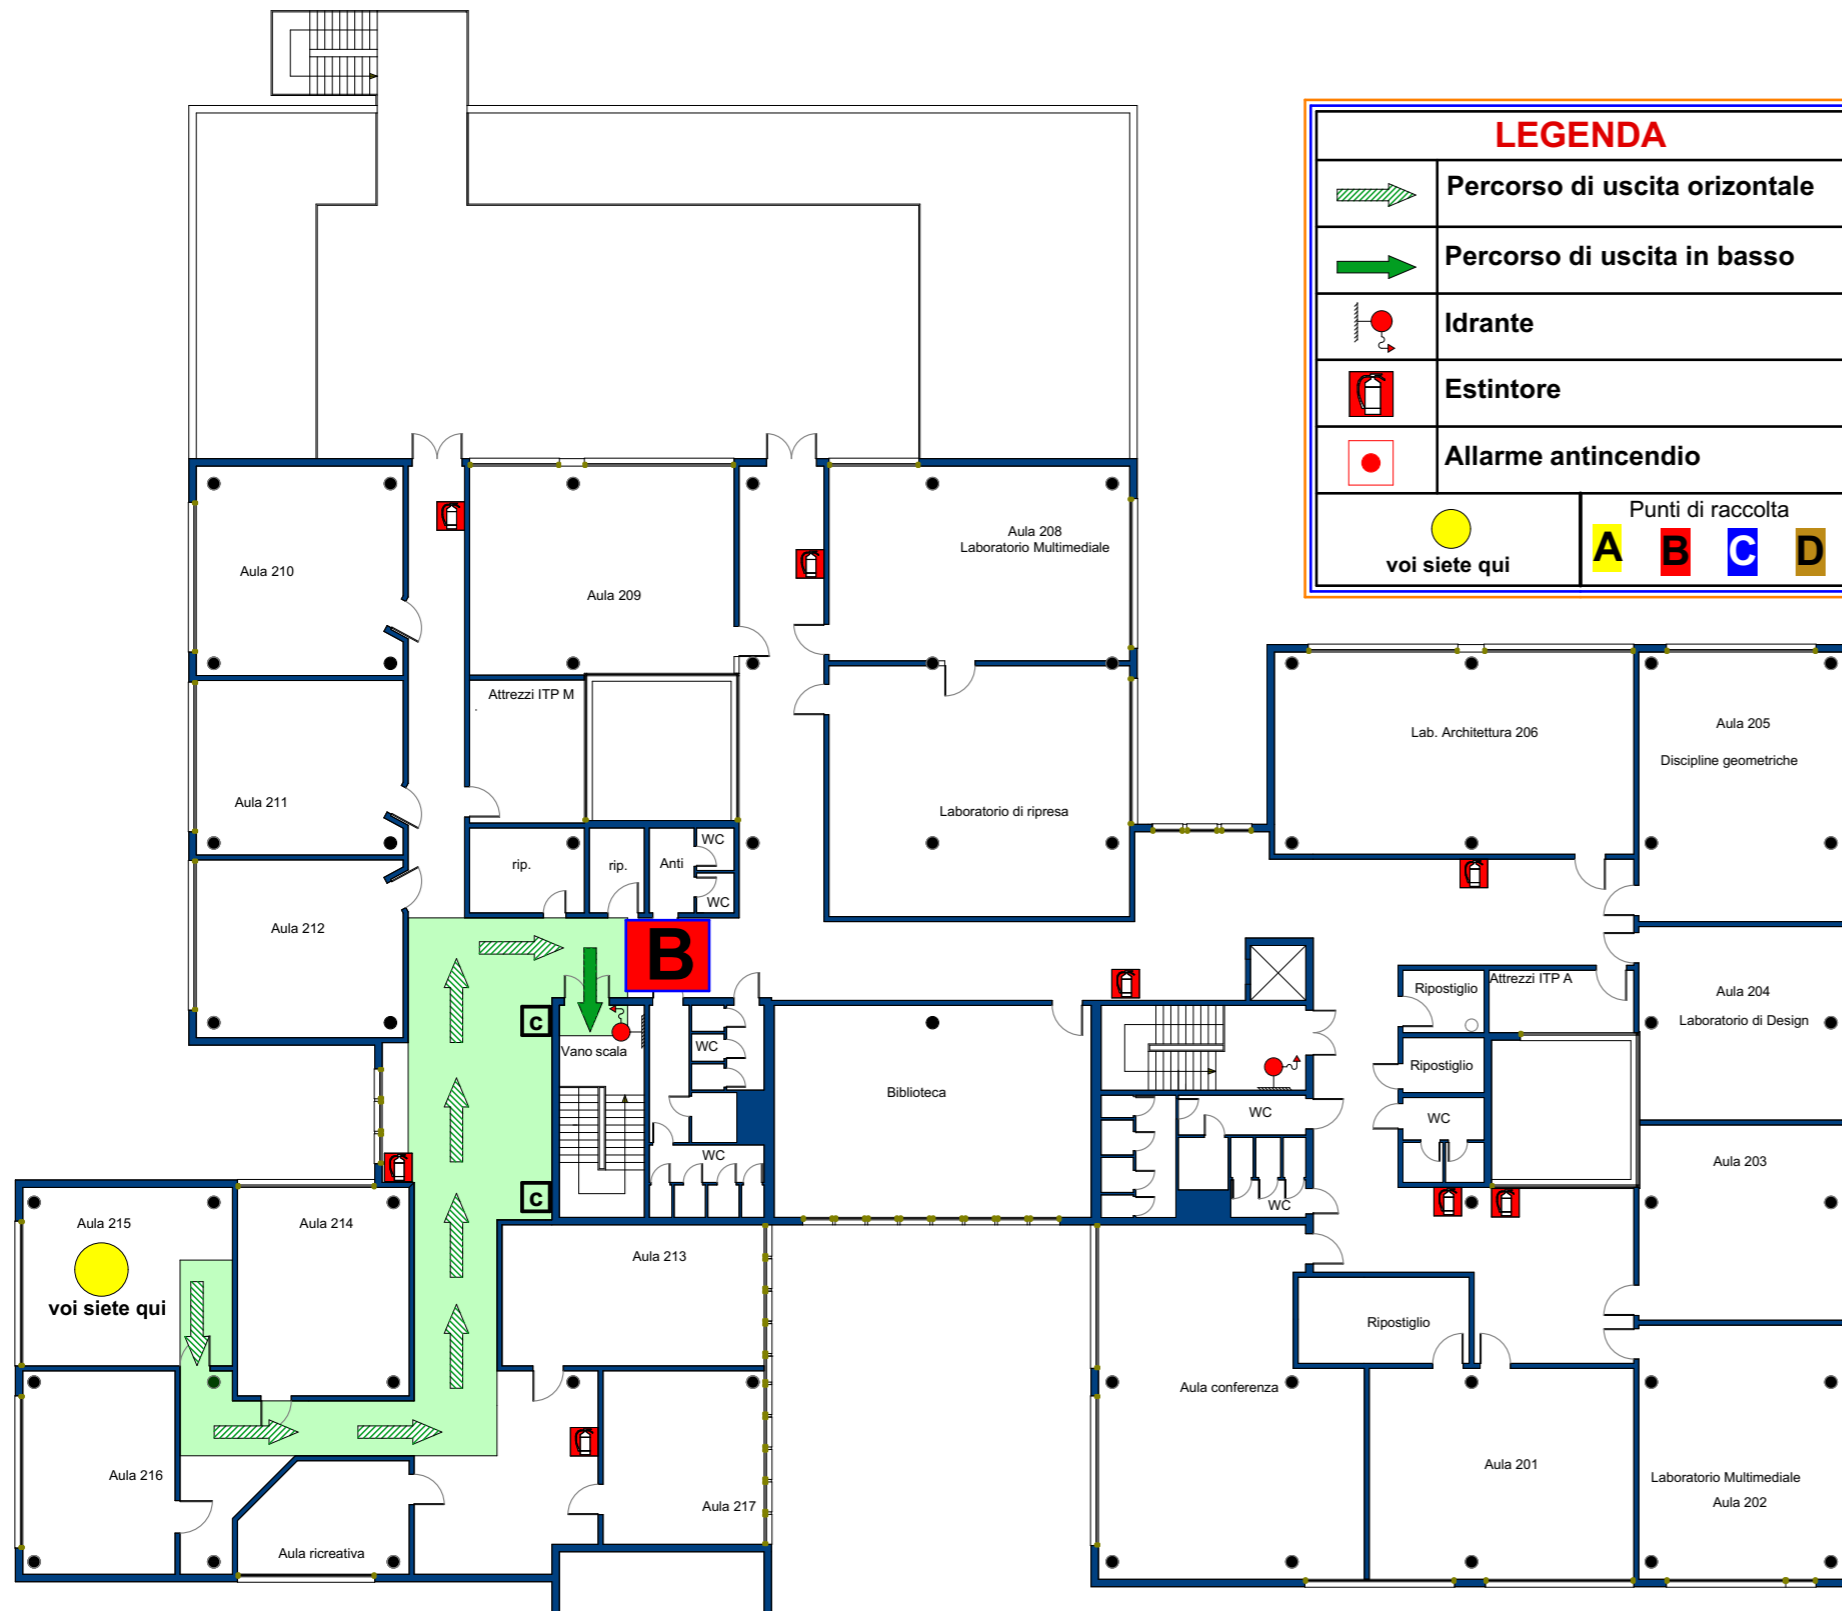 LEGENDA
Percorso di uscita orizontale
Percorso di uscita in basso
Idrante
Estintore
Allarme antincendio
voi siete qui
Punti di raccolta
A B C D
Aula 210
Aula 209
Aula 208
Laboratorio Multimediale
Attrezzi ITP M
Aula 211
Laboratorio di ripresa
Lab. Architettura 206
Aula 205
Discipline geometriche
rip.
rip.
Anti
WC
WC
Aula 212
B
Ripostiglio
Attrezzi ITP A
Aula 204
Laboratorio di Design
c
Vano scala
WC
Biblioteca
Ripostiglio
WC
WC
WC
Aula 203
c
WC
Aula 215
Aula 214
Aula 213
voi siete qui
Ripostiglio
Aula conferenza
Aula 216
Aula 217
Aula 201
Laboratorio Multimediale
Aula 202
Aula ricreativa